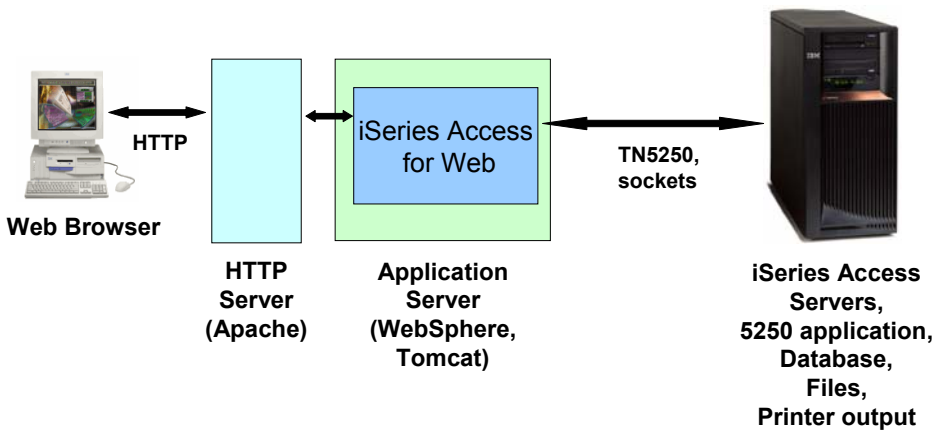 HTTP
Web Browser
HTTP
Server
(Apache)
iSeries Access
for Web
Application
Server
(WebSphere,
Tomcat)
TN5250,
sockets
IBM
iSeries Access
Servers,
5250 application,
Database,
Files,
Printer output